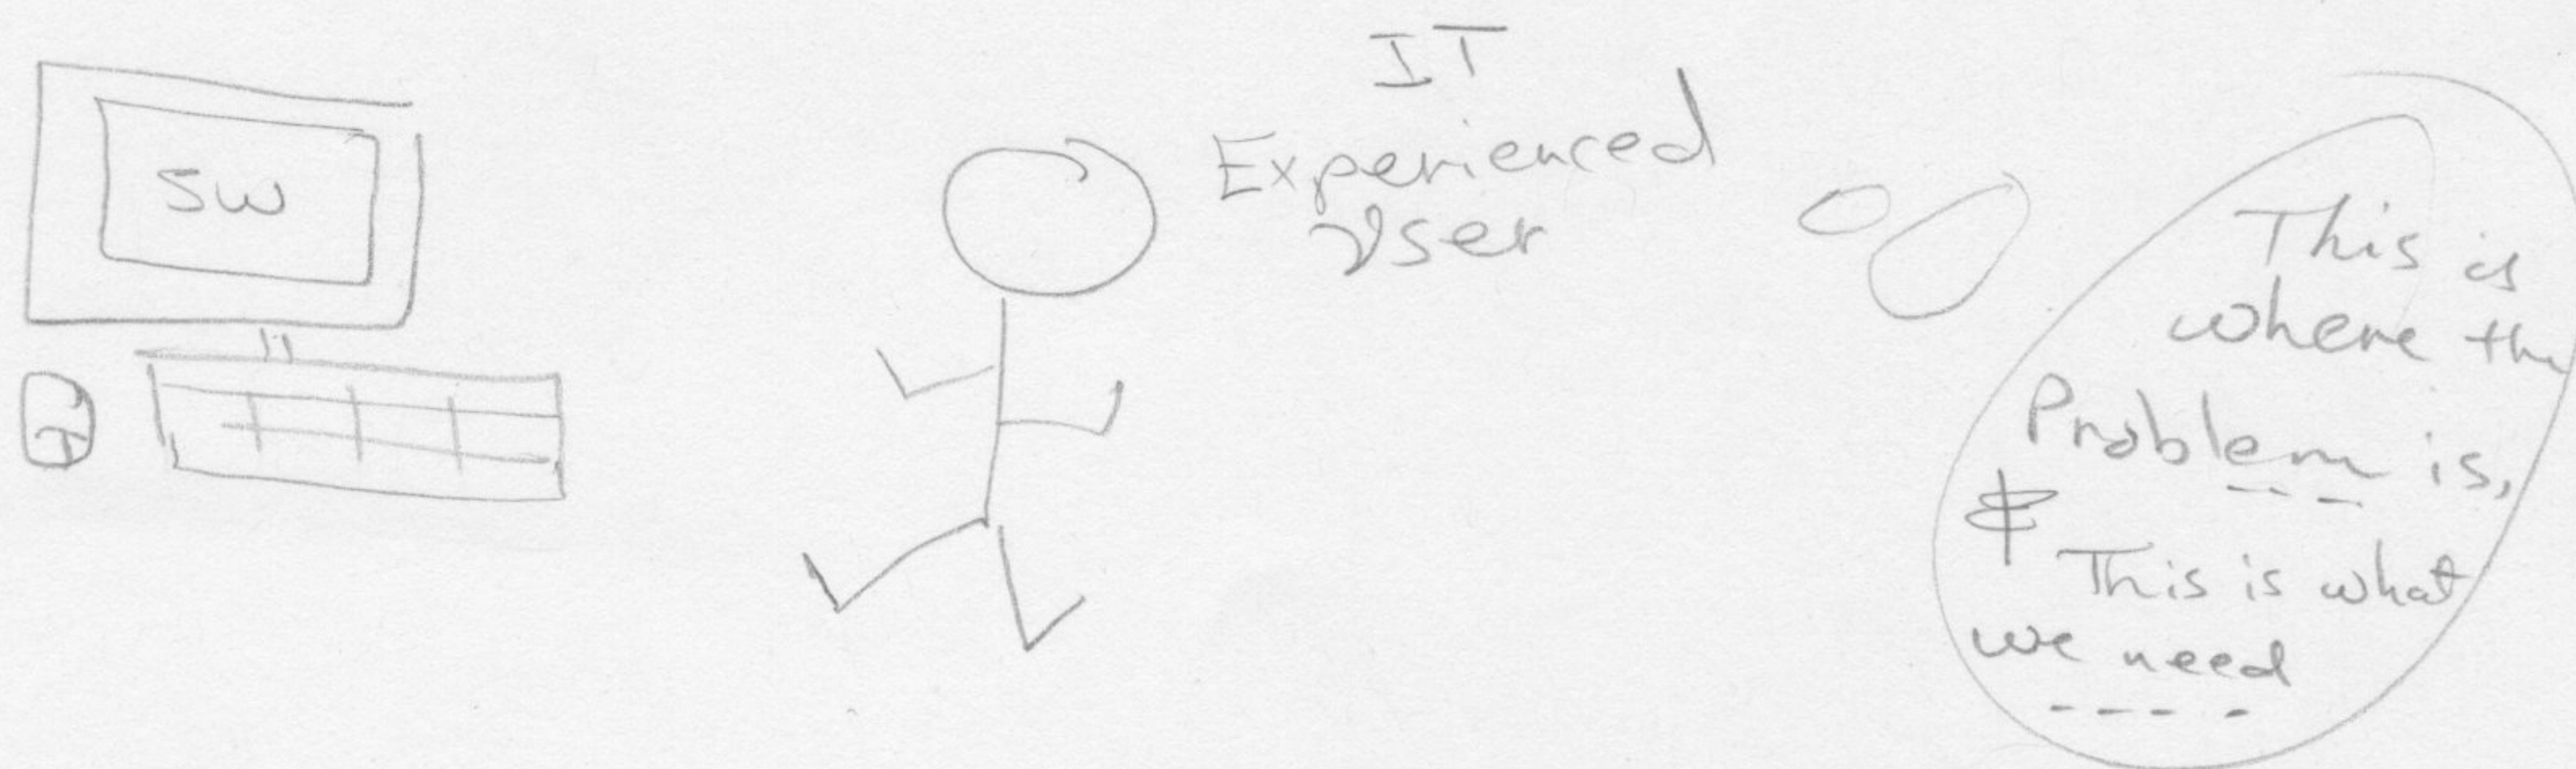 SW
IT
Experienced
User
This is
where the
Problem is,
&
This is what
we need